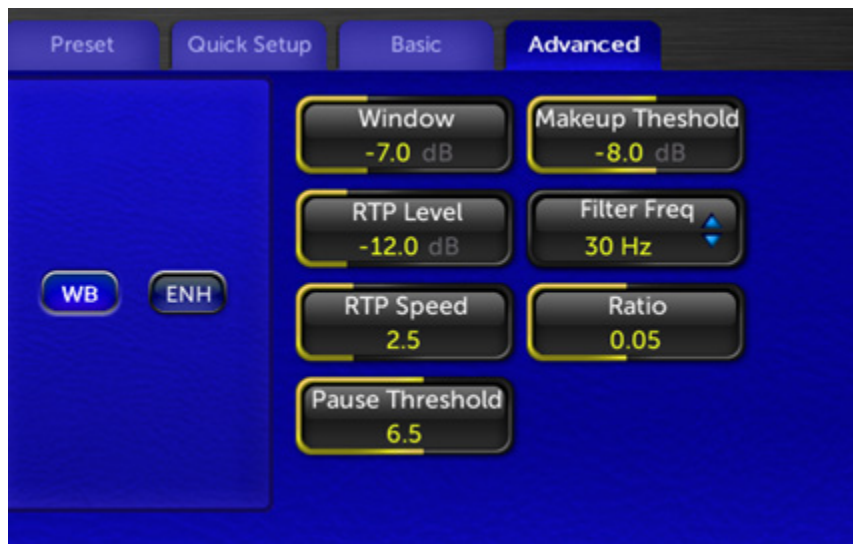 Preset
Quick Setup
Basic
Advanced
Window
-7.0 dB
Makeup Theshold
-8.0 dB
RTP Level
-12.0 dB
Filter Freq
30 Hz
WB
ENH
RTP Speed
2.5
Ratio
0.05
Pause Threshold
6.5